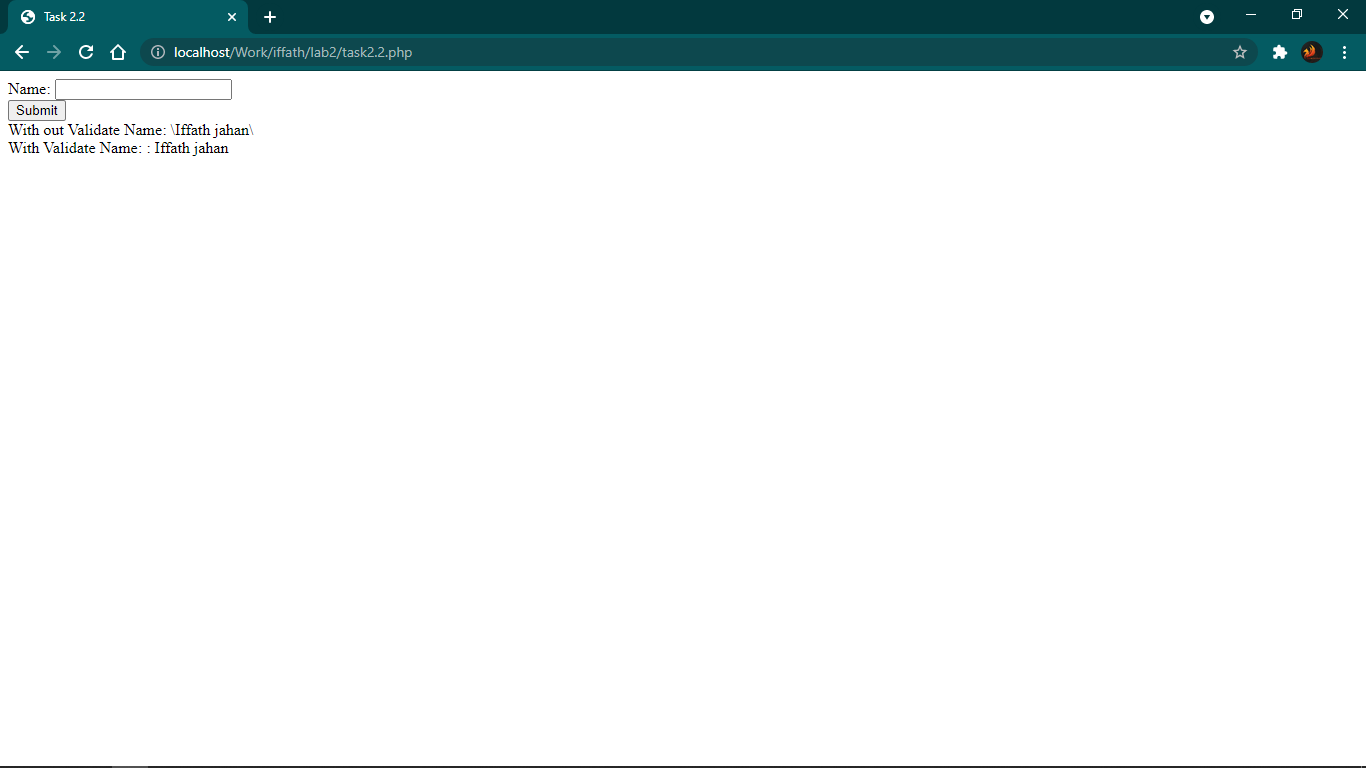 Task 2.2
localhost/Work/iffath/lab2/task2.2.php
Name:
Submit
With out Validate Name: \Iffath jahan\
With Validate Name: : Iffath jahan